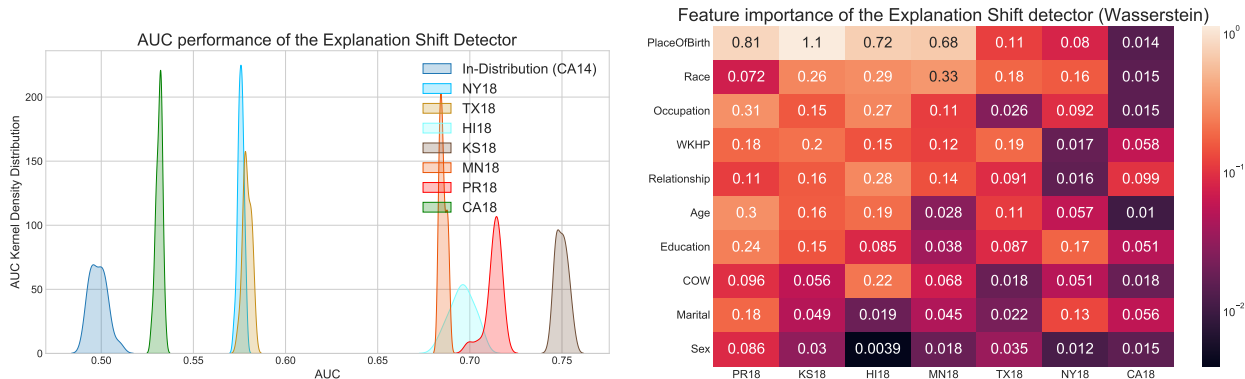 AUC performance of the Explanation Shift Detector
AUC Kernel Density Distribution
200
150
100
50
0
0.50 0.55 0.60 0.65 0.70 0.75
AUC
In-Distribution (CA14)
NY18
TX18
HI18
KS18
MN18
PR18
CA18
Feature importance of the Explanation Shift detector (Wasserstein)
PlaceOfBirth 0.81 1.1 0.72 0.68 0.11 0.08 0.014
Race 0.072 0.26 0.29 0.33 0.18 0.16 0.015
Occupation 0.31 0.15 0.27 0.11 0.026 0.092 0.015
WKHP 0.18 0.2 0.15 0.12 0.19 0.017 0.058
Relationship 0.11 0.16 0.28 0.14 0.091 0.016 0.099
Age 0.3 0.16 0.19 0.028 0.11 0.057 0.01
Education 0.24 0.15 0.085 0.038 0.087 0.17 0.051
COW 0.096 0.056 0.22 0.068 0.018 0.051 0.018
Marital 0.18 0.049 0.019 0.045 0.022 0.13 0.056
Sex 0.086 0.03 0.0039 0.018 0.035 0.012 0.015
PR18 KS18 HI18 MN18 TX18 NY18 CA18
10⁰
10⁻¹
10⁻²